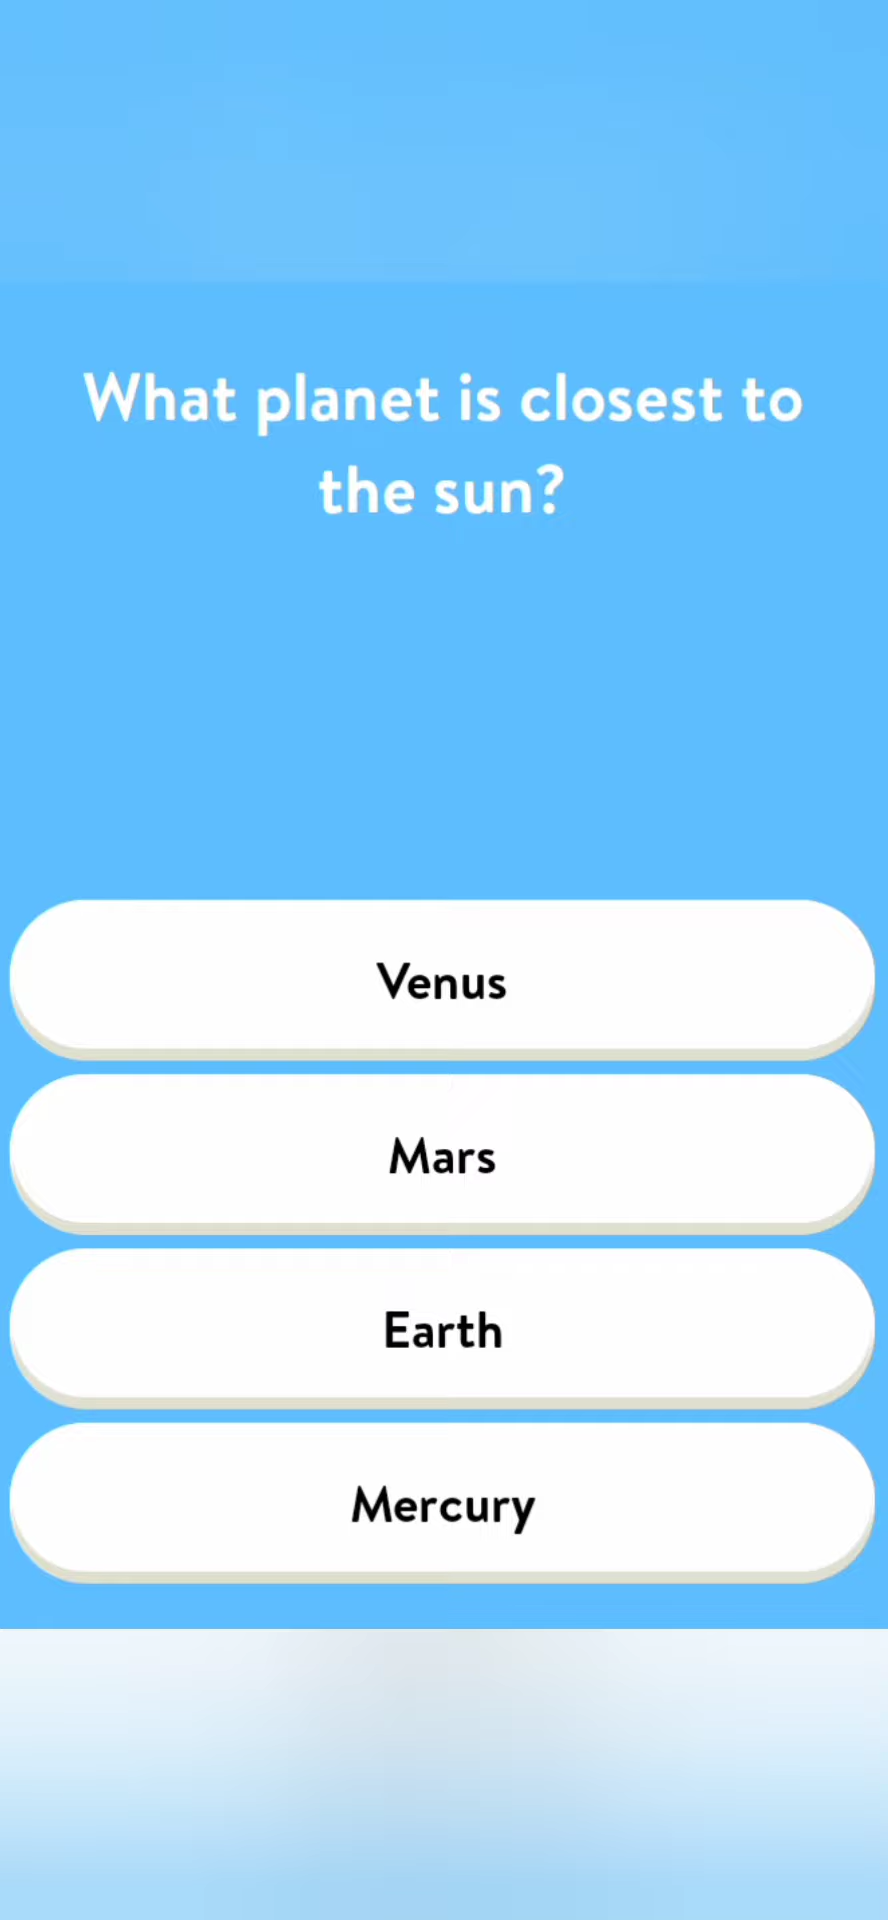 What planet is closest to
the sun?
Venus
Mars
Earth
Mercury